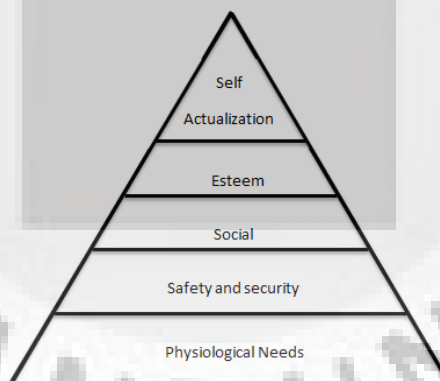 Self
Actualization
Esteem
Social
Safety and security
Physiological Needs